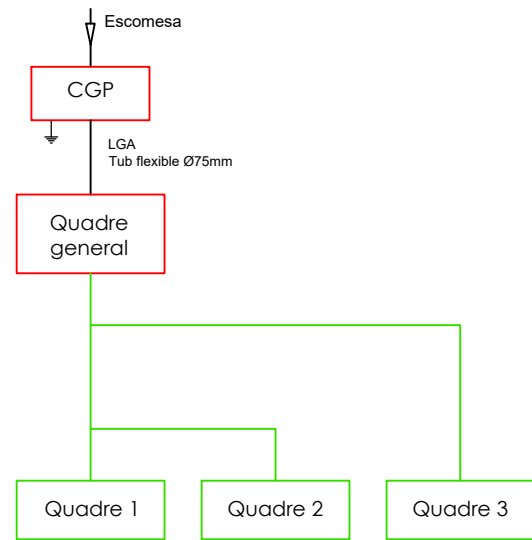 Escomesa
CGP
LGA
Tub flexible Ø75mm
Quadre
general
Quadre 1
Quadre 2
Quadre 3